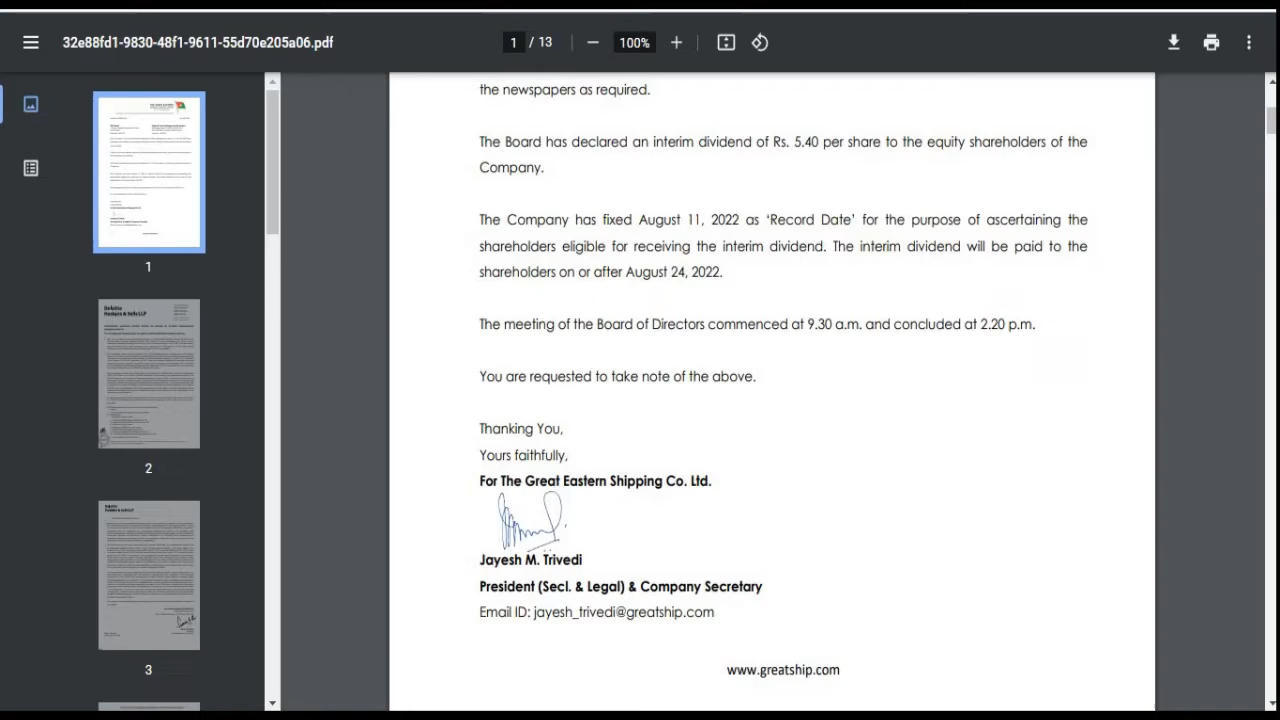 32e88fd1-9830-48f1-9611-55d70e205a06.pdf
1 / 13
100%
the newspapers as required.
The Board has declared an interim dividend of Rs. 5.40 per share to the equity shareholders of the
Company.
The Company has fixed August 11, 2022 as ‘Record Date’ for the purpose of ascertaining the
shareholders eligible for receiving the interim dividend. The interim dividend will be paid to the
shareholders on or after August 24, 2022.
The meeting of the Board of Directors commenced at 9.30 a.m. and concluded at 2.20 p.m.
You are requested to take note of the above.
Thanking You,
Yours faithfully,
For The Great Eastern Shipping Co. Ltd.
Jayesh M. Trivedi
President (Secl. & Legal) & Company Secretary
Email ID: jayesh_trivedi@greatship.com
www.greatship.com
1
Deloitte
Haskins & Sells LLP
2
3